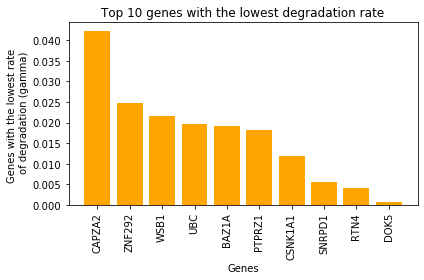 Top 10 genes with the lowest degradation rate
Genes with the lowest rate
of degradation (gamma)
0.040
0.035
0.030
0.025
0.020
0.015
0.010
0.005
0.000
CAPZA2
ZNF292
WSB1
UBC
BAZ1A
PTPRZ1
CSNK1A1
SNRPD1
RTN4
DOK5
Genes